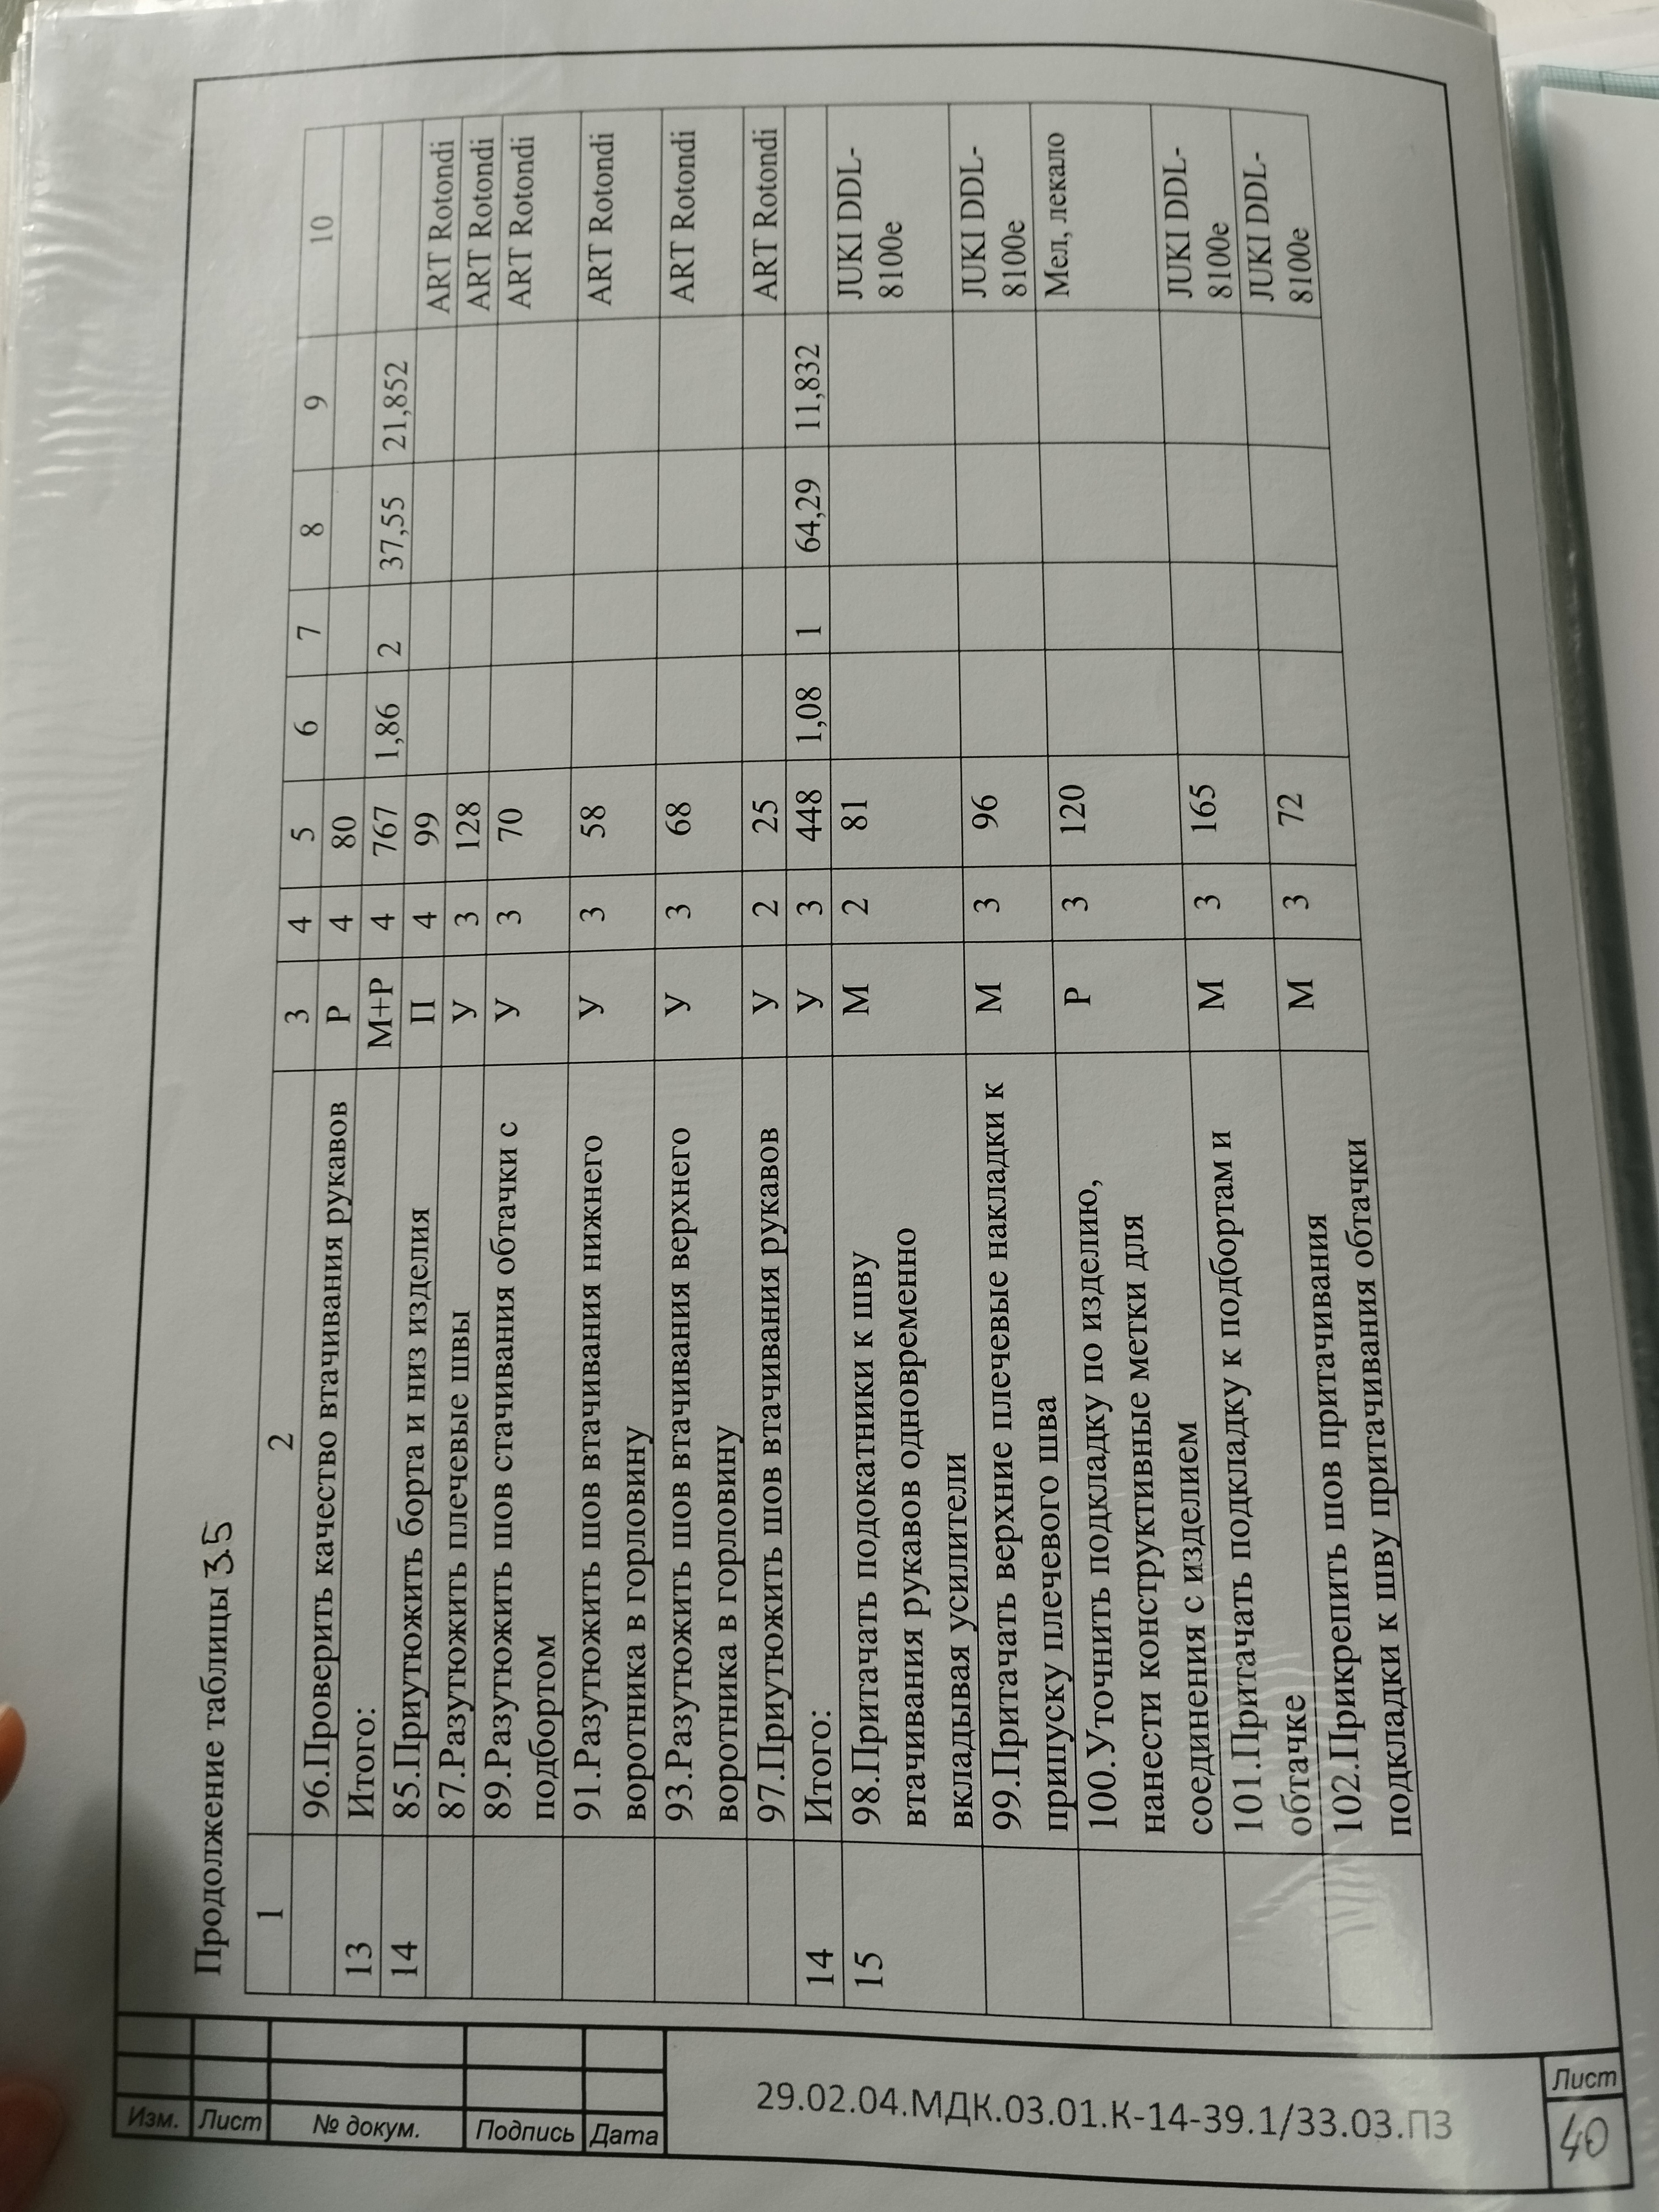 Продолжение таблицы 3.5
1 2 3 4 5 6 7 8 9 10
96.Проверить качество втачивания рукавов Р 4 80
13 Итого: М+Р 4 767 1,86 2 37,55 21,852
14 85.Приутюжить борта и низ изделия П 4 99 ART Rotondi
87.Разутюжить плечевые швы У 3 128 ART Rotondi
89.Разутюжить шов стачивания обтачки с У 3 70 ART Rotondi
подбортом
91.Разутюжить шов втачивания нижнего У 3 58 ART Rotondi
воротника в горловину
93.Разутюжить шов втачивания верхнего У 3 68 ART Rotondi
воротника в горловину
97.Приутюжить шов втачивания рукавов У 2 25 ART Rotondi
14 Итого: У 3 448 1,08 1 64,29 11,832
15 98.Притачать подокатники к шву М 2 81 JUKI DDL-
втачивания рукавов одновременно 8100e
вкладывая усилители
99.Притачать верхние плечевые накладки к М 3 96 JUKI DDL-
припуску плечевого шва 8100e
100.Уточнить подкладку по изделию, Р 3 120 Мел, лекало
нанести конструктивные метки для
соединения с изделием
101.Притачать подкладку к подбортам и М 3 165 JUKI DDL-
обтачке 8100e
102.Прикрепить шов притачивания М 3 72 JUKI DDL-
подкладки к шву притачивания обтачки 8100e
Изм. Лист № докум. Подпись Дата
29.02.04.МДК.03.01.К-14-39.1/33.03.ПЗ
Лист
40